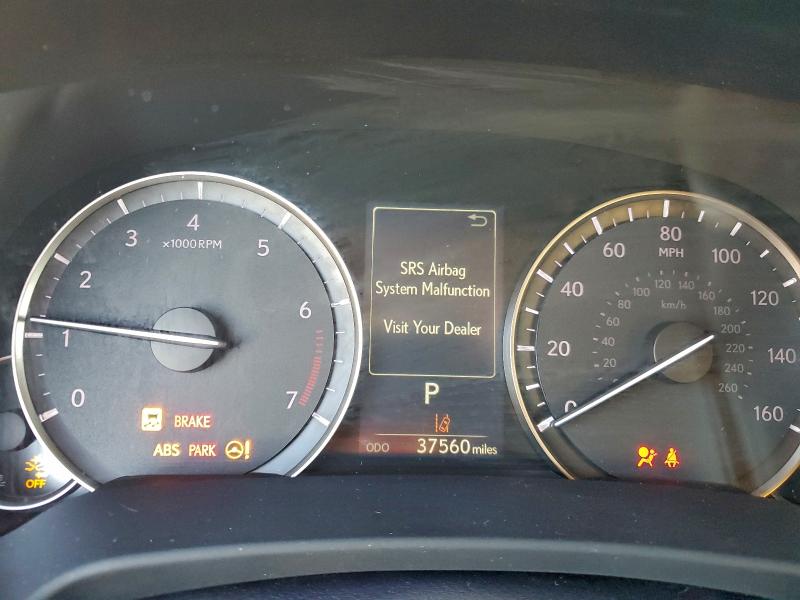 SRS Airbag
System Malfunction
Visit Your Dealer
P
ODO 37560 miles
0
1
2
3
4
5
6
7
x1000RPM
BRAKE
ABS PARK
OFF
0
20
40
60
80
100
120
140
160
MPH
20
40
60
80
100
120
140
160
180
200
220
240
260
km/h